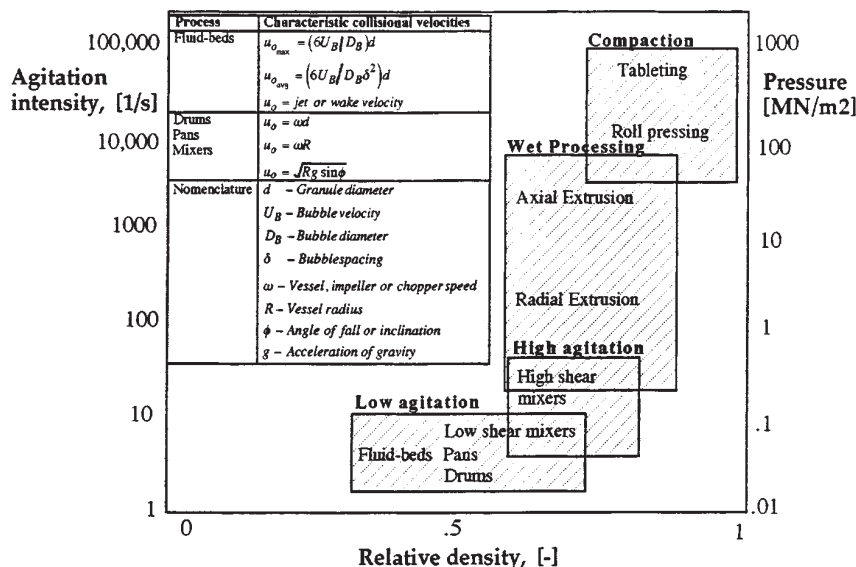 Process Characteristic collisional velocities
Fluid-beds u_o_max = (6U_B/D_B)d
u_o_avg = (6U_B/D_Bδ²)d
u_o = jet or wake velocity
Drums u_o = ωd
Pans
Mixers u_o = ωR
u_o = √Rg sinϕ
Nomenclature d – Granule diameter
U_B – Bubble velocity
D_B – Bubble diameter
δ – Bubblespacing
ω – Vessel, impeller or chopper speed
R – Vessel radius
ϕ – Angle of fall or inclination
g – Acceleration of gravity
Agitation
intensity, [1/s]
100,000
10,000
1000
100
10
1
Compaction
Tableting
Roll pressing
Wet Processing
Axial Extrusion
Radial Extrusion
High agitation
High shear
mixers
Low agitation
Low shear mixers
Fluid-beds Pans
Drums
Pressure
[MN/m2]
1000
100
10
1
.1
.01
0 .5 1
Relative density, [-]